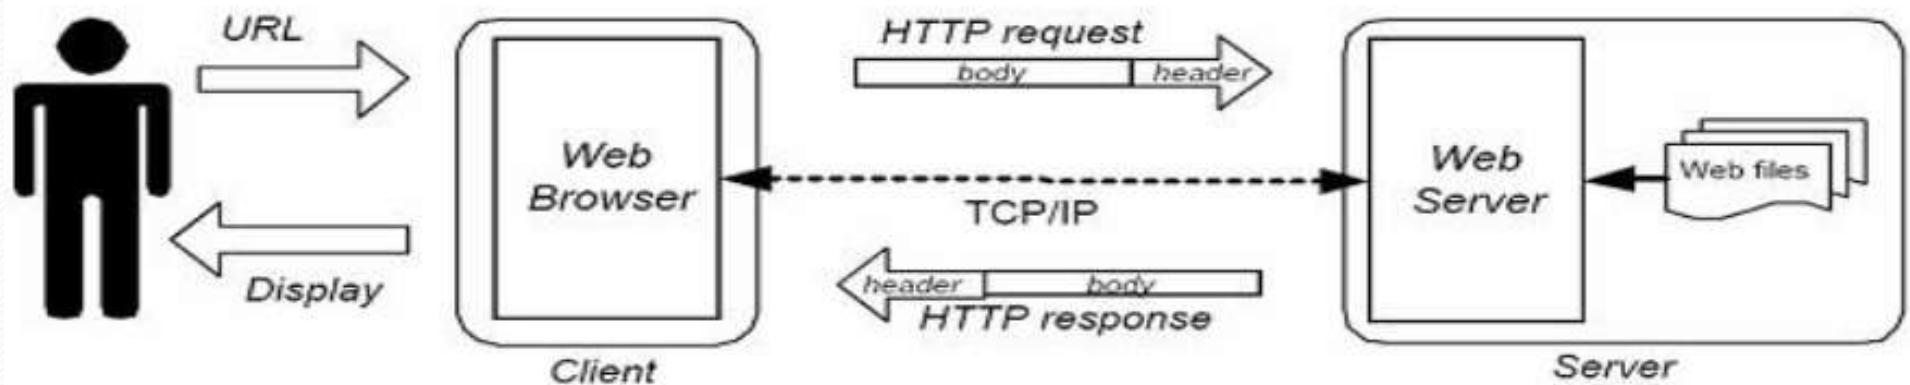 URL
HTTP request
body
header
Web
Browser
Web
Server
Web files
TCP/IP
Display
header
body
HTTP response
Client
Server